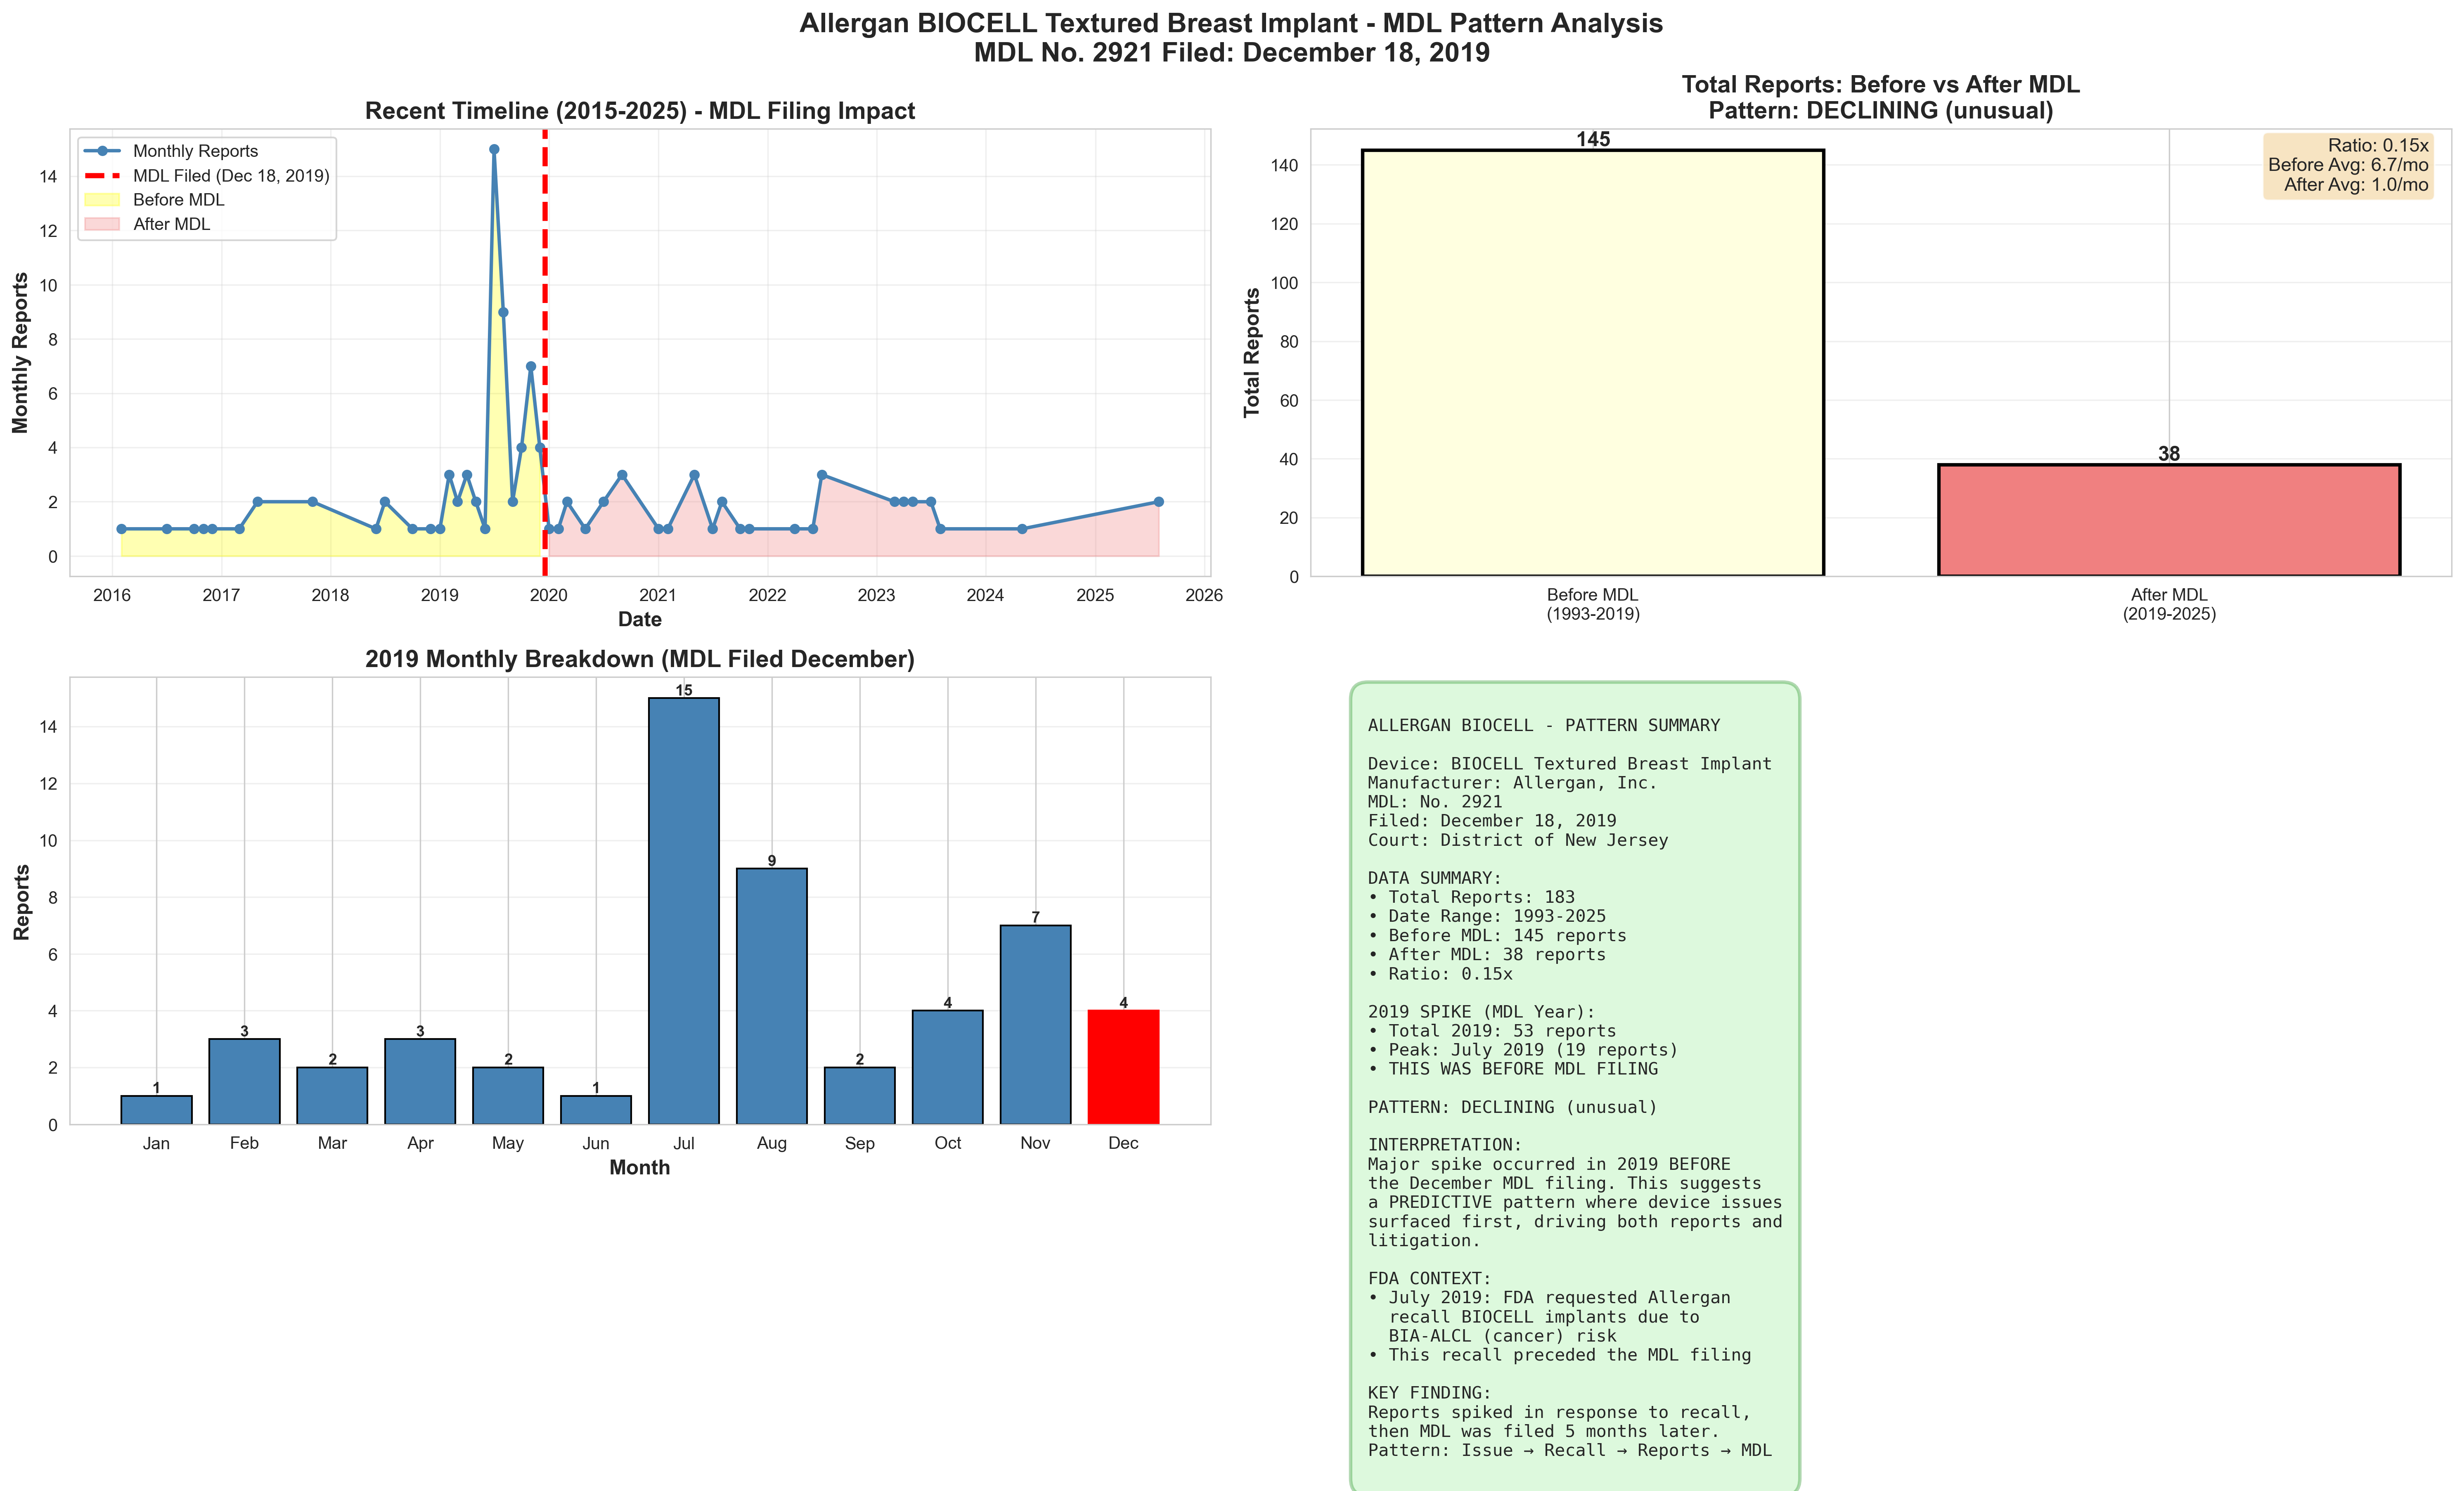 Allergan BIOCELL Textured Breast Implant - MDL Pattern Analysis
MDL No. 2921 Filed: December 18, 2019
Recent Timeline (2015-2025) - MDL Filing Impact
Monthly Reports
MDL Filed (Dec 18, 2019)
Before MDL
After MDL
Monthly Reports
14
12
10
8
6
4
2
0
2016 2017 2018 2019 2020 2021 2022 2023 2024 2025 2026
Date
Total Reports: Before vs After MDL
Pattern: DECLINING (unusual)
Ratio: 0.15x
Before Avg: 6.7/mo
After Avg: 1.0/mo
Total Reports
140
120
100
80
60
40
20
0
145
38
Before MDL
(1993-2019)
After MDL
(2019-2025)
2019 Monthly Breakdown (MDL Filed December)
Reports
14
12
10
8
6
4
2
0
1 3 2 3 2 1 15 9 2 4 7 4
Jan Feb Mar Apr May Jun Jul Aug Sep Oct Nov Dec
Month
ALLERGAN BIOCELL - PATTERN SUMMARY
Device: BIOCELL Textured Breast Implant
Manufacturer: Allergan, Inc.
MDL: No. 2921
Filed: December 18, 2019
Court: District of New Jersey
DATA SUMMARY:
• Total Reports: 183
• Date Range: 1993-2025
• Before MDL: 145 reports
• After MDL: 38 reports
• Ratio: 0.15x
2019 SPIKE (MDL Year):
• Total 2019: 53 reports
• Peak: July 2019 (19 reports)
• THIS WAS BEFORE MDL FILING
PATTERN: DECLINING (unusual)
INTERPRETATION:
Major spike occurred in 2019 BEFORE
the December MDL filing. This suggests
a PREDICTIVE pattern where device issues
surfaced first, driving both reports and
litigation.
FDA CONTEXT:
• July 2019: FDA requested Allergan
recall BIOCELL implants due to
BIA-ALCL (cancer) risk
• This recall preceded the MDL filing
KEY FINDING:
Reports spiked in response to recall,
then MDL was filed 5 months later.
Pattern: Issue → Recall → Reports → MDL